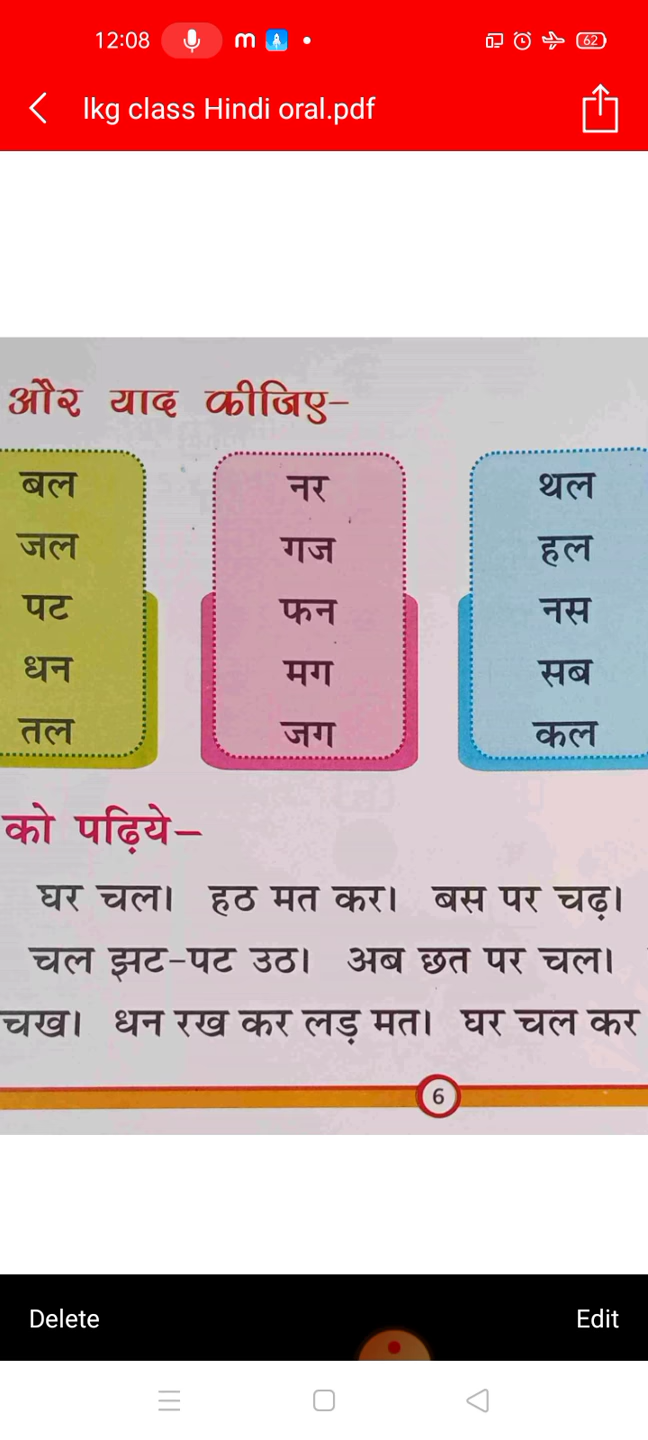 12:08 m 62
lkg class Hindi oral.pdf
और याद कीजिए-
बल नर थल
जल गज हल
पट फन नस
धन मग सब
तल जग कल
को पढ़िये-
घर चल। हठ मत कर। बस पर चढ़।
चल झट-पट उठ। अब छत पर चल।
चख। धन रख कर लड़ मत। घर चल कर
6
Delete Edit